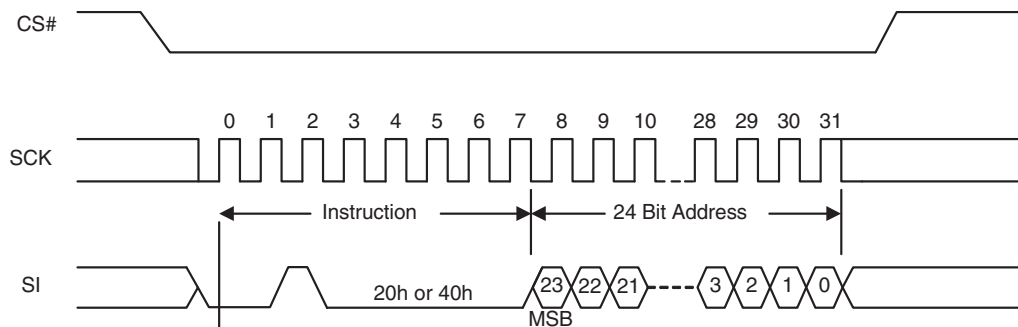 CS#
0 1 2 3 4 5 6 7 8 9 10 28 29 30 31
SCK
Instruction 24 Bit Address
SI 20h or 40h 23 22 21 3 2 1 0
MSB